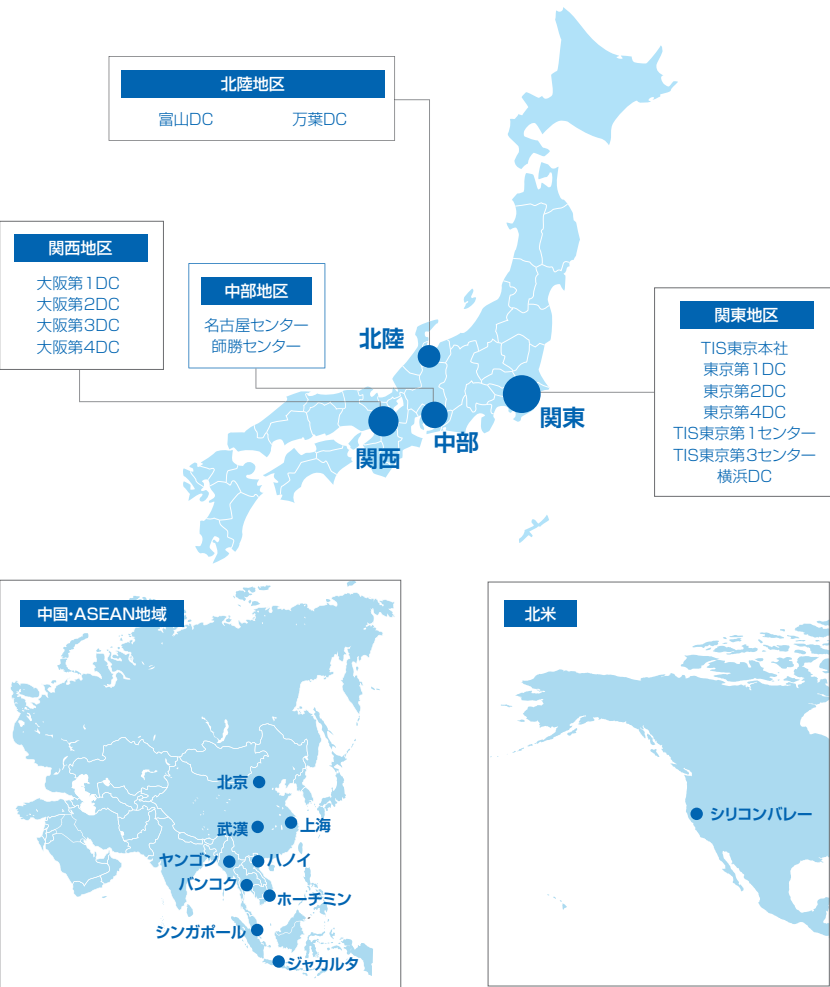 北陸地区
富山DC 万葉DC
関西地区
大阪第1DC
大阪第2DC
大阪第3DC
大阪第4DC
中部地区
名古屋センター
師勝センター
関東地区
TIS東京本社
東京第1DC
東京第2DC
東京第4DC
TIS東京第1センター
TIS東京第3センター
横浜DC
北陸
関東
中部
関西
中国・ASEAN地域
北京
武漢
上海
ヤンゴン
ハノイ
バンコク
ホーチミン
シンガポール
ジャカルタ
北米
シリコンバレー